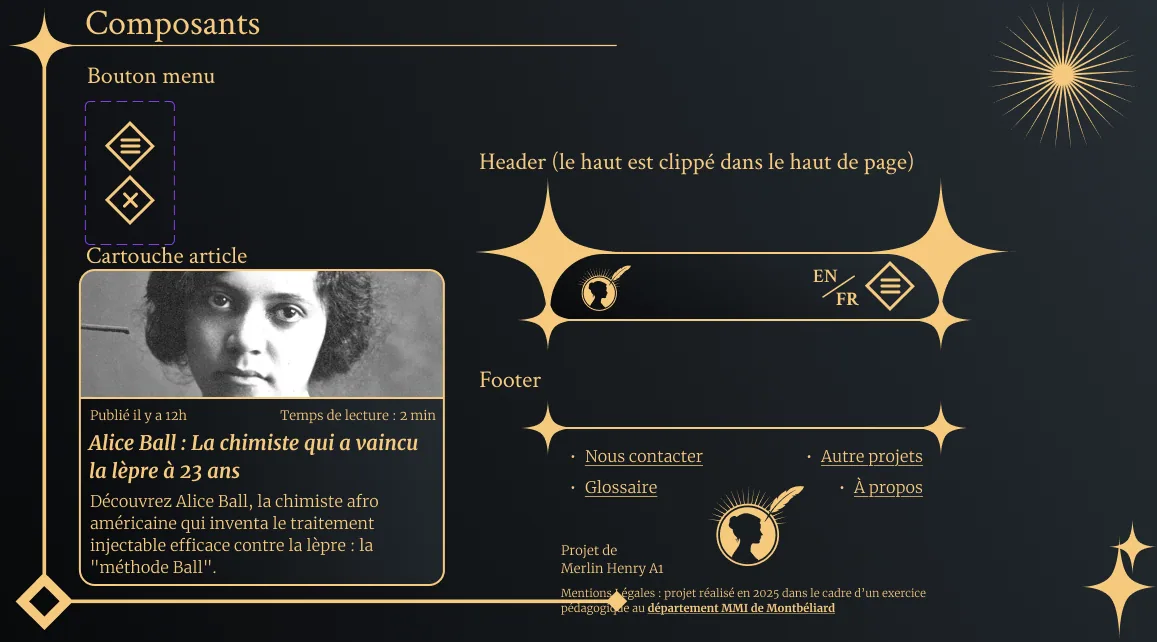 Composants
Bouton menu
Cartouche article
Publié il y a 12h
Temps de lecture : 2 min
Alice Ball : La chimiste qui a vaincu
la lèpre à 23 ans
Découvrez Alice Ball, la chimiste afro
américaine qui inventa le traitement
injectable efficace contre la lèpre : la
"méthode Ball".
Header (le haut est clippé dans le haut de page)
EN
FR
Footer
· Nous contacter
· Autre projets
· Glossaire
· À propos
Projet de
Merlin Henry A1
Mentions Légales : projet réalisé en 2025 dans le cadre d'un exercice
pédagogique au département MMI de Montbéliard